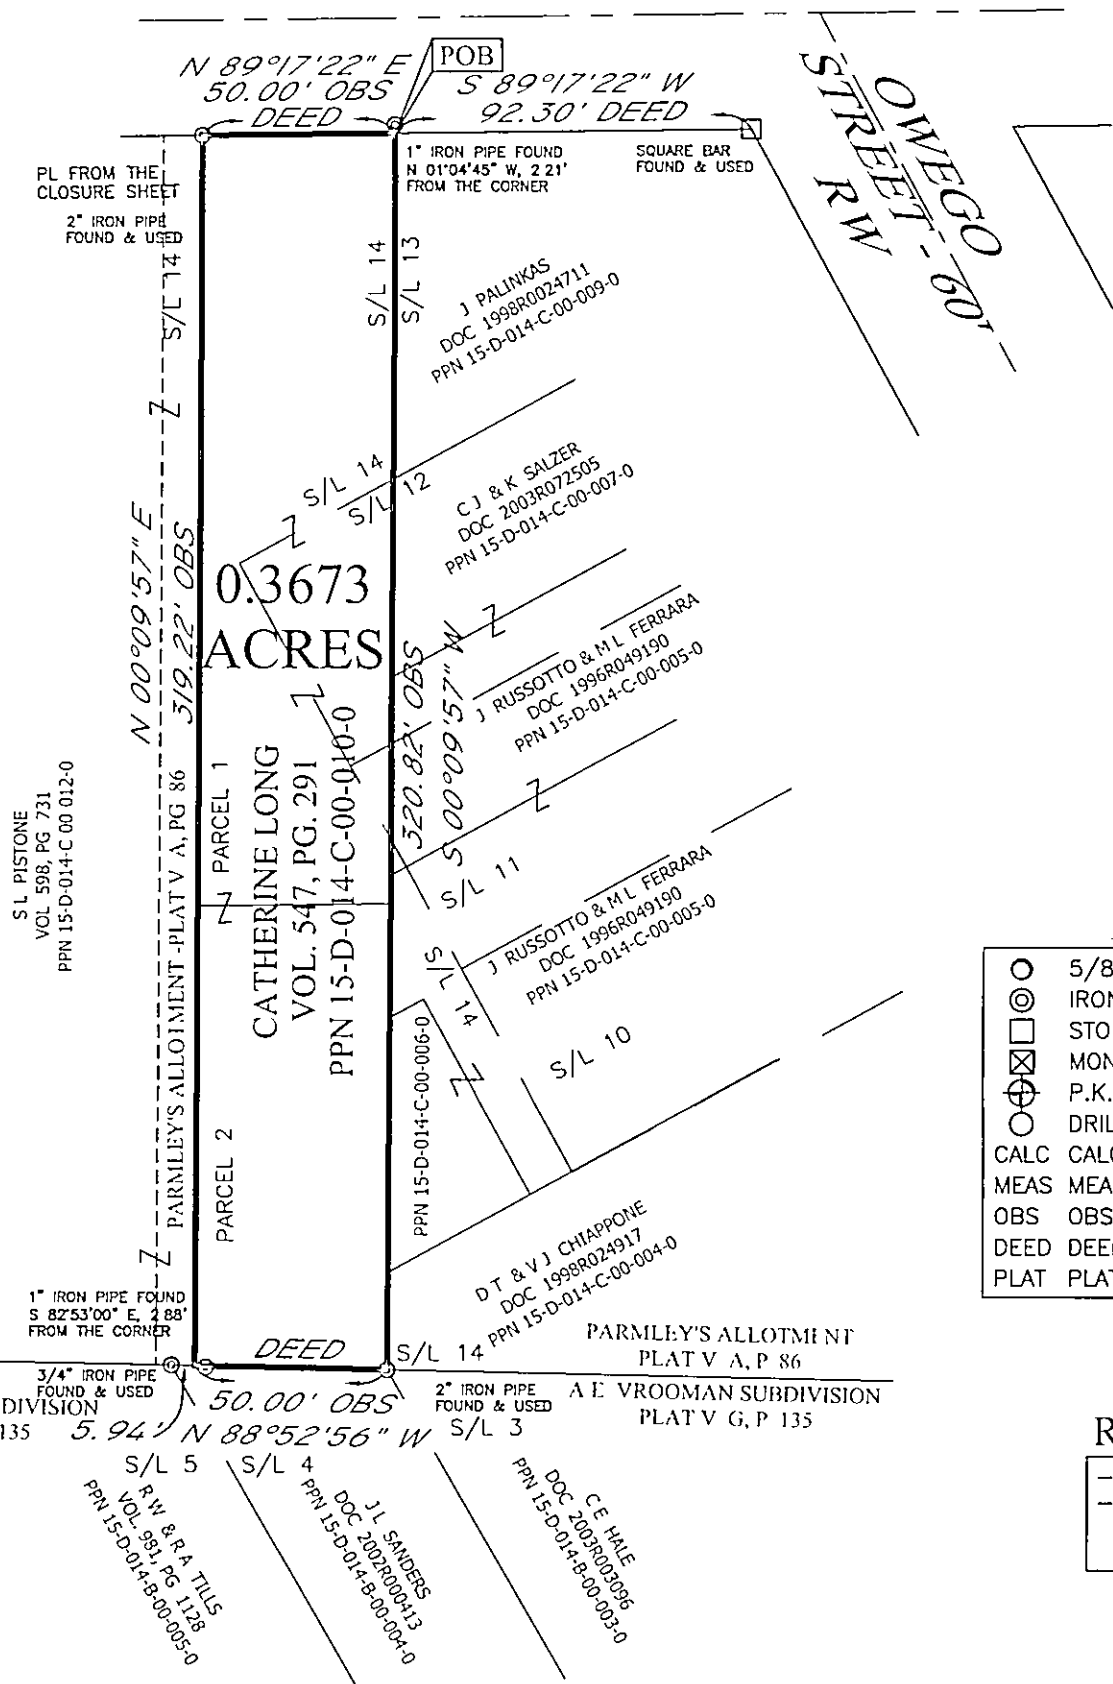 N 89°17'22" E
50.00' OBS
DEED
POB
S 89°17'22" W
92.30' DEED
OWEGO
STREET - 60'
RW
PL FROM THE
CLOSURE SHEET
2" IRON PIPE
FOUND & USED
1" IRON PIPE FOUND
N 01°04'45" W, 2 21'
FROM THE CORNER
SQUARE BAR
FOUND & USED
S/L 14
S/L 14
S/L 13
J PALINKAS
DOC 1998R0024711
PPN 15-D-014-C-00-009-0
S/L 14
S/L 12
C J & K SALZER
DOC 2003R072505
PPN 15-D-014-C-00-007-0
N 00°09'57" E
319.22' OBS
0.3673
ACRES
320.82' OBS
S 00°09'57" W
J RUSSOTTO & M L FERRARA
DOC 1996R049190
PPN 15-D-014-C-00-005-0
S L PISTONE
VOL 598, PG 731
PPN 15-D-014-C 00 012-0
PARMLEY'S ALLOTMENT -PLAT V A, PG 86
PARCEL 1
CATHERINE LONG
VOL. 547, PG. 291
PPN 15-D-014-C-00-010-0
S/L 11
J RUSSOTTO & M L FERRARA
DOC 1996R049190
PPN 15-D-014-C-00-005-0
S/L 14
S/L 10
PPN 15-D-014-C-00-006-0
PARCEL 2
D T & V J CHIAPPONE
DOC 1998R024917
PPN 15-D-014-C-00-004-0
5/8
IRON
STO
MON
P.K.
DRIL
CALC CALC
MEAS MEA
OBS OBS
DEED DEE
PLAT PLAT
1" IRON PIPE FOUND
S 82°53'00" E, 2 88'
FROM THE CORNER
DEED
S/L 14
PARMLEY'S ALLOTMENT
PLAT V A, P 86
3/4" IRON PIPE
FOUND & USED
50.00' OBS
2" IRON PIPE
FOUND & USED
A E VROOMAN SUBDIVISION
PLAT V G, P 135
DIVISION
135
5.94'
N 88°52'56" W
S/L 3
S/L 5
S/L 4
R W & R A TILLS
VOL. 981, PG 1128
PPN 15-D-014-B-00-005-0
J L SANDERS
DOC 2002R000413
PPN 15-D-014-B-00-004-0
C E HALE
DOC 2003R003096
PPN 15-D-014-B-00-003-0
R